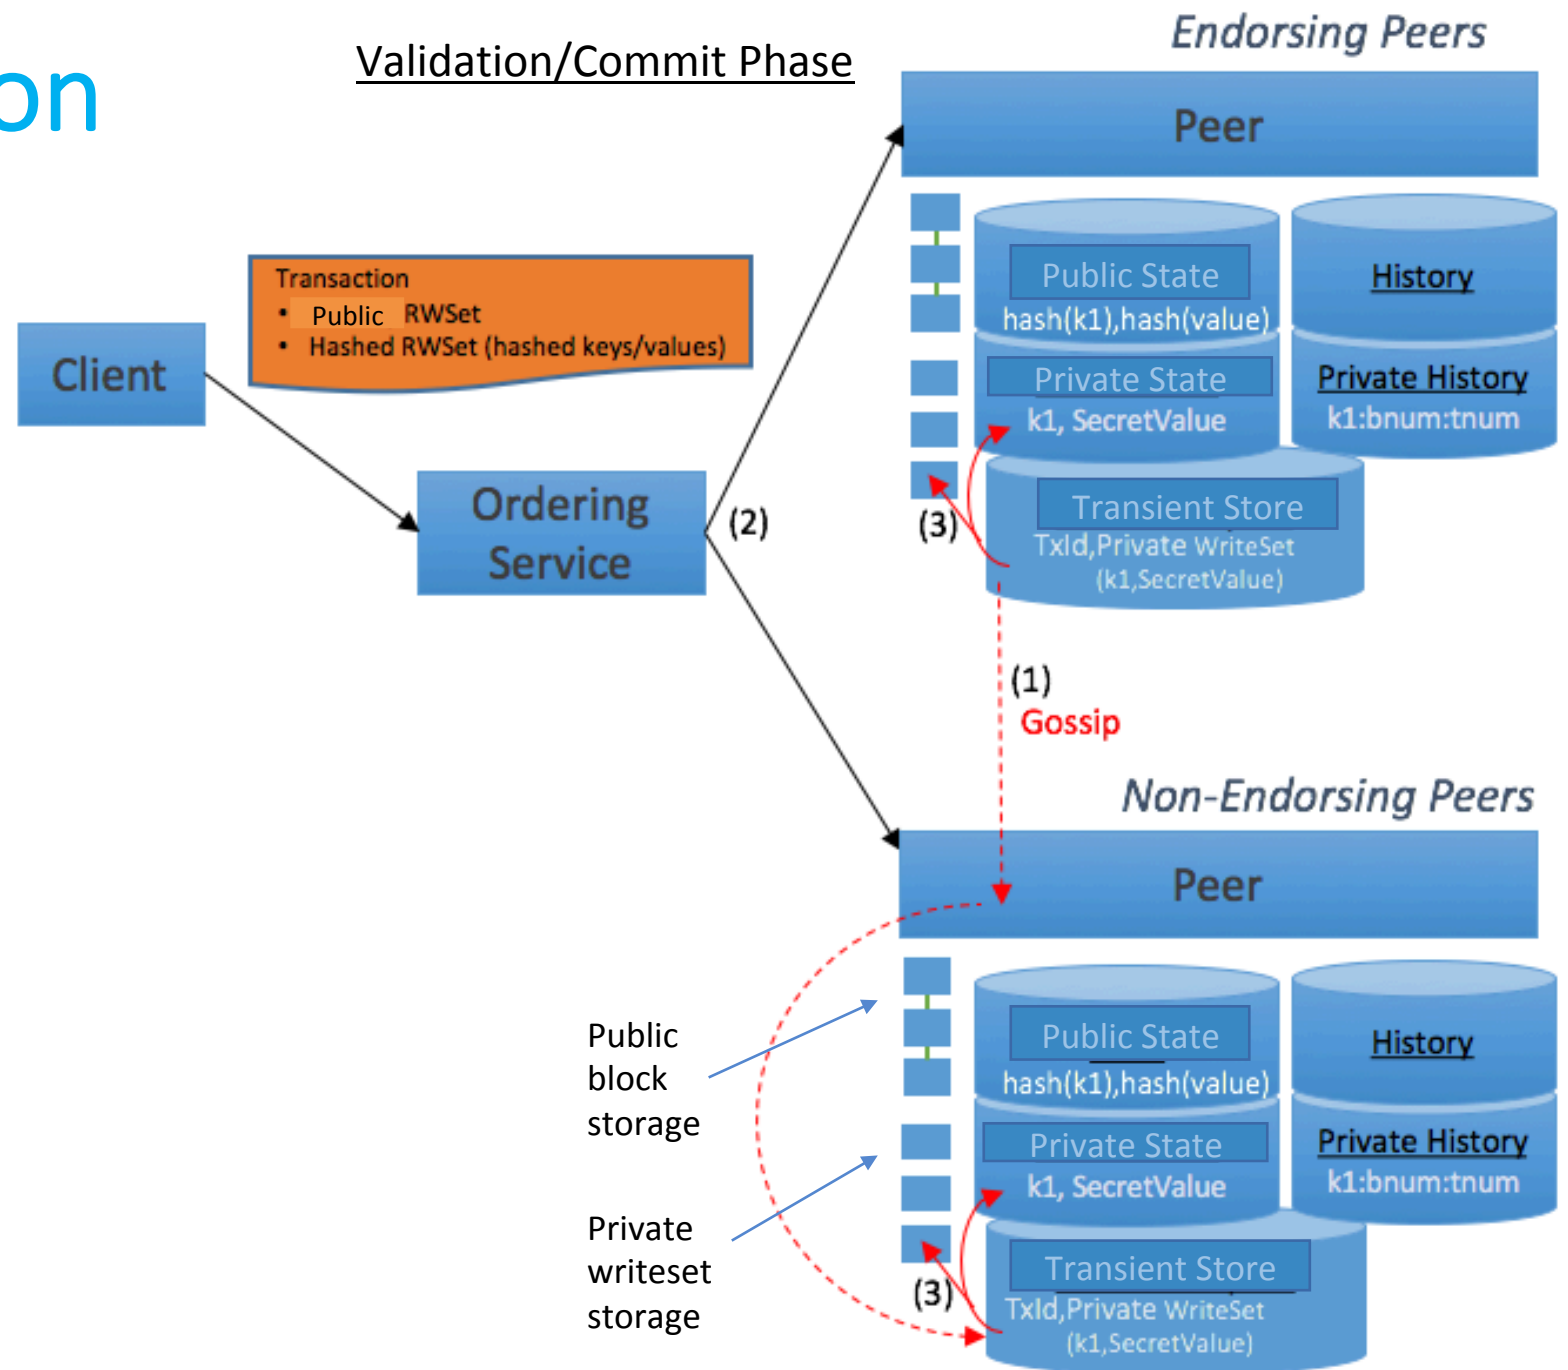 on
Validation/Commit Phase
Endorsing Peers
Peer
Transaction
• Public RWSet
• Hashed RWSet (hashed keys/values)
Client
Ordering
Service
(2)
Public State
hash(k1),hash(value)
History
Private State
k1, SecretValue
Private History
k1:bnum:tnum
(3)
Transient Store
TxId,Private WriteSet
(k1,SecretValue)
(1)
Gossip
Non-Endorsing Peers
Peer
Public
block
storage
Public State
hash(k1),hash(value)
History
Private State
k1, SecretValue
Private History
k1:bnum:tnum
Private
writeset
storage
(3)
Transient Store
TxId,Private WriteSet
(k1,SecretValue)